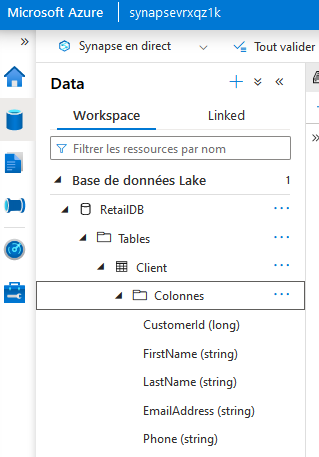 Microsoft Azure synapsevrxqz1k
Synapse en direct Tout valider
Data
Workspace Linked
Filtrer les ressources par nom
Base de données Lake 1
RetailDB
Tables
Client
Colonnes
CustomerId (long)
FirstName (string)
LastName (string)
EmailAddress (string)
Phone (string)